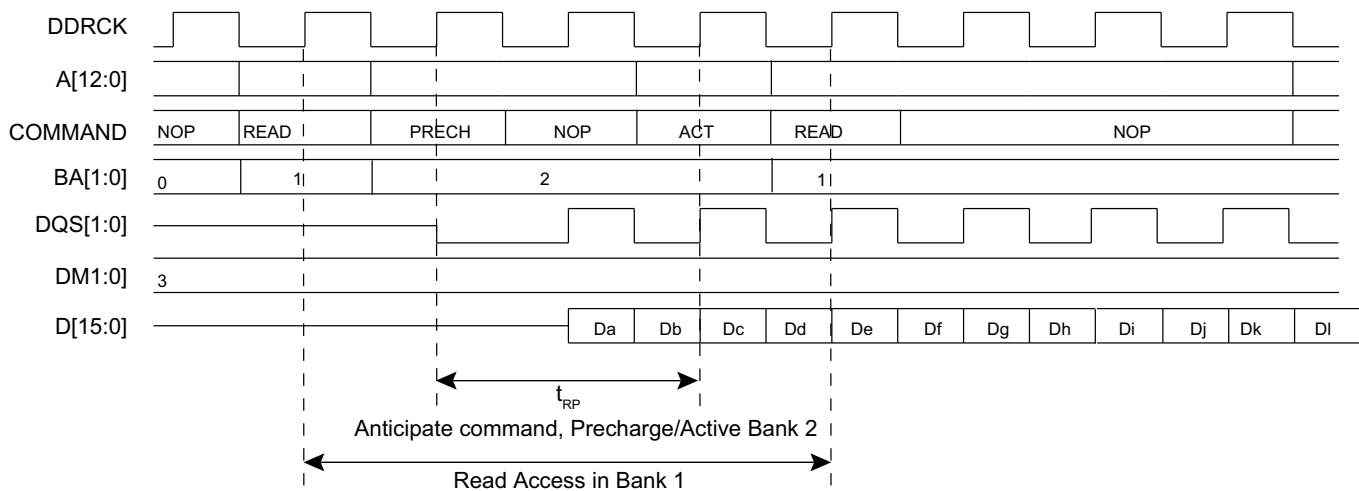 DDRCK
A[12:0]
COMMAND NOP READ PRECH NOP ACT READ NOP
BA[1:0] 0 1 2 1
DQS[1:0]
DM1:0] 3
D[15:0] Da Db Dc Dd De Df Dg Dh Di Dj Dk Dl
tRP
Anticipate command, Precharge/Active Bank 2
Read Access in Bank 1